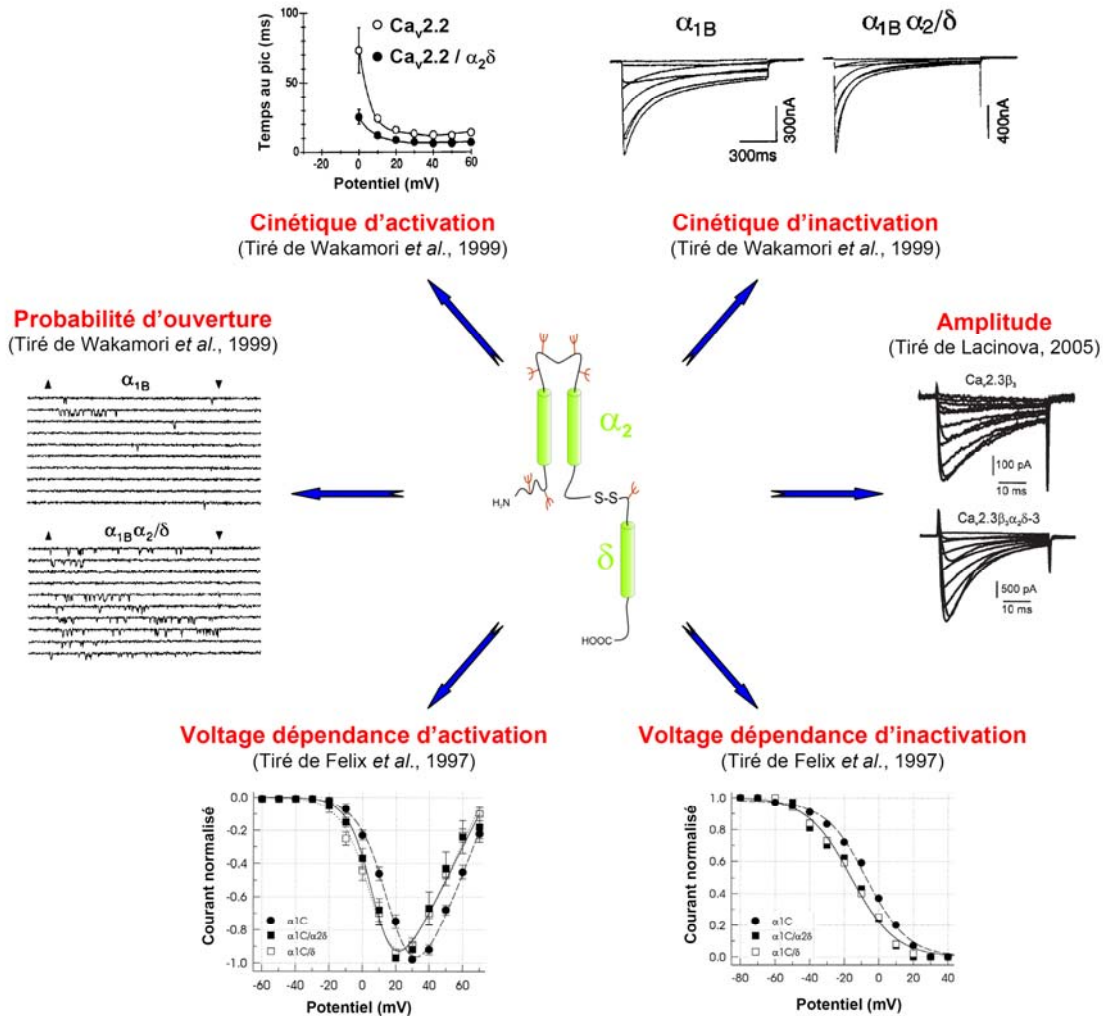 Temps au pic (ms)
100
50
0
○ Caᵥ2.2
● Caᵥ2.2 / α₂δ
-20 0 20 40 60
Potentiel (mV)
Cinétique d'activation
(Tiré de Wakamori et al., 1999)
α1B
α1B α2/δ
300nA
300ms
400nA
Cinétique d'inactivation
(Tiré de Wakamori et al., 1999)
Probabilité d'ouverture
(Tiré de Wakamori et al., 1999)
α1B
α1B α2/δ
Amplitude
(Tiré de Lacinova, 2005)
Caᵥ2.3β₃
100 pA
10 ms
Caᵥ2.3β₃α₂δ-3
500 pA
10 ms
α₂
H₂N
S-S
δ
HOOC
Voltage dépendance d'activation
(Tiré de Felix et al., 1997)
Courant normalisé
0.0
-0.2
-0.4
-0.6
-0.8
-1.0
● α1C
■ α1C/α2δ
□ α1C/δ
-60 -40 -20 0 20 40 60
Potentiel (mV)
Voltage dépendance d'inactivation
(Tiré de Felix et al., 1997)
Courant normalisé
1.0
0.8
0.6
0.4
0.2
0.0
● α1C
■ α1C/α2δ
□ α1C/δ
-80 -60 -40 -20 0 20 40
Potentiel (mV)